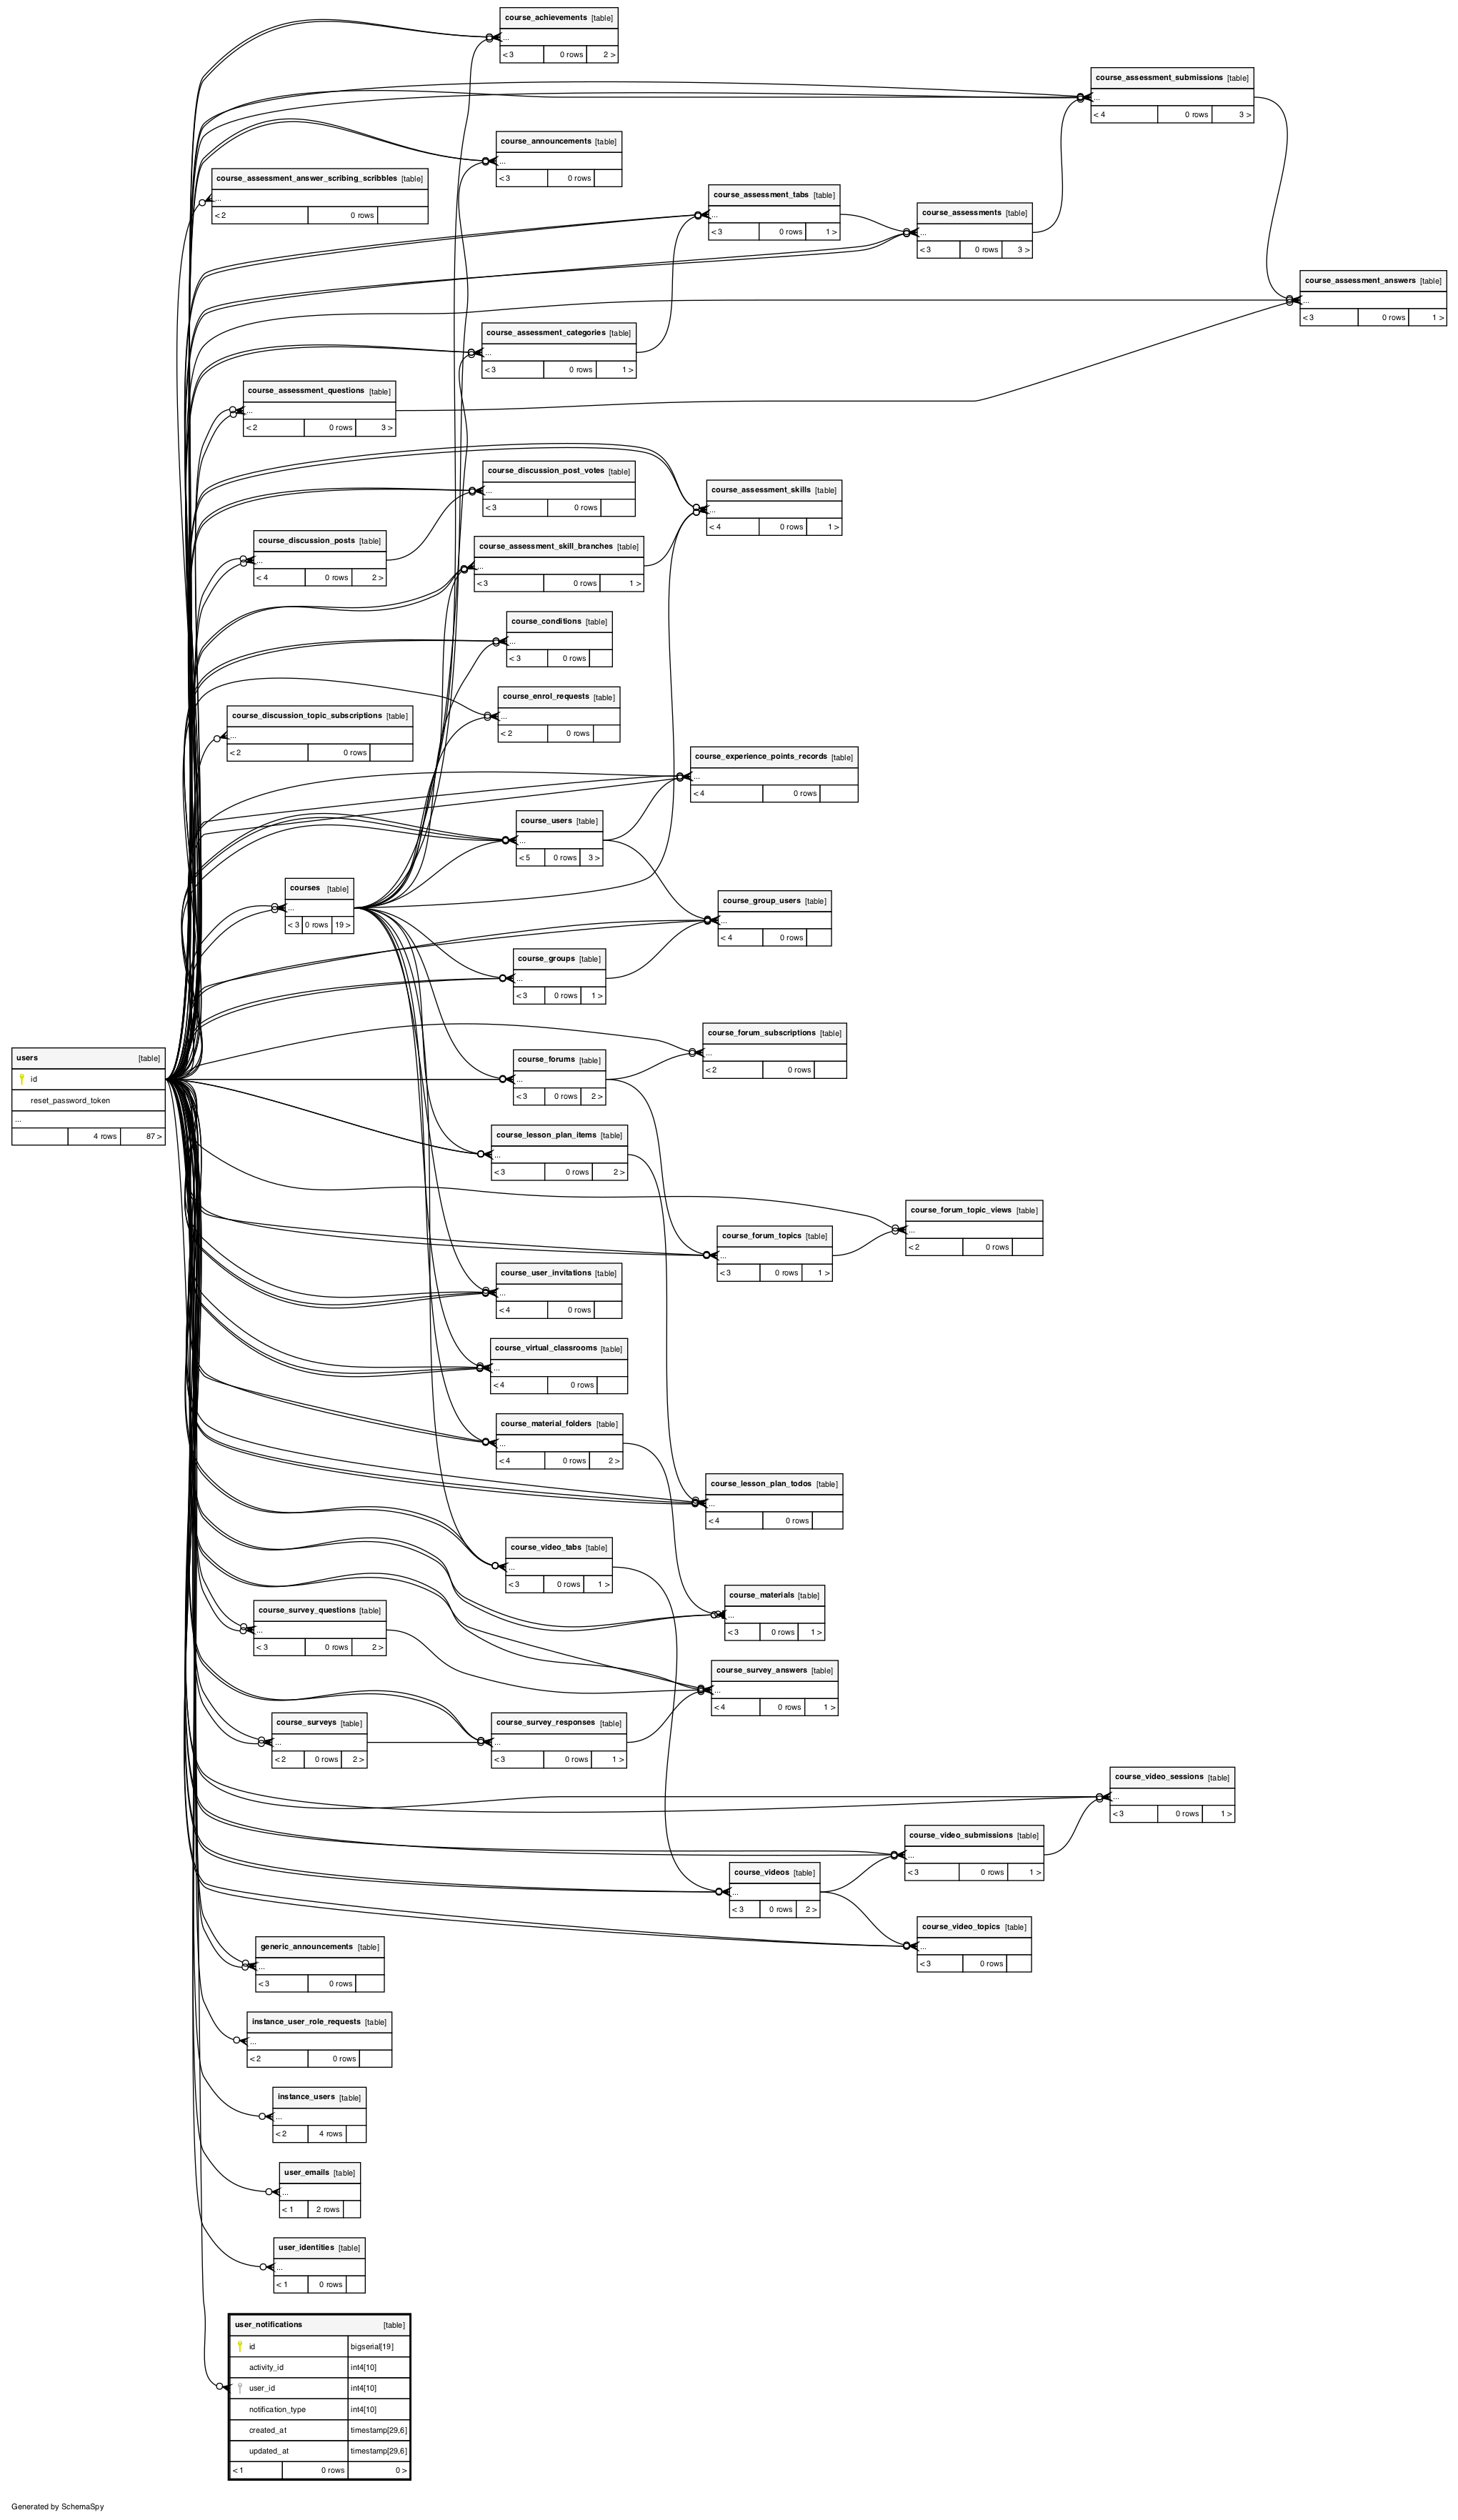 course_achievements [table]
...
< 3 0 rows 2 >
course_assessment_submissions [table]
...
< 4 0 rows 3 >
course_announcements [table]
...
< 3 0 rows
course_assessment_answer_scribing_scribbles [table]
...
< 2 0 rows
course_assessment_tabs [table]
...
< 3 0 rows 1 >
course_assessments [table]
...
< 3 0 rows 3 >
course_assessment_answers [table]
...
< 3 0 rows 1 >
course_assessment_categories [table]
...
< 3 0 rows 1 >
course_assessment_questions [table]
...
< 2 0 rows 3 >
course_discussion_post_votes [table]
...
< 3 0 rows
course_assessment_skills [table]
...
< 4 0 rows 1 >
course_discussion_posts [table]
...
< 4 0 rows 2 >
course_assessment_skill_branches [table]
...
< 3 0 rows 1 >
course_conditions [table]
...
< 3 0 rows
course_enrol_requests [table]
...
< 2 0 rows
course_discussion_topic_subscriptions [table]
...
< 2 0 rows
course_experience_points_records [table]
...
< 4 0 rows
course_users [table]
...
< 5 0 rows 3 >
courses [table]
...
< 3 0 rows 19 >
course_group_users [table]
...
< 4 0 rows
course_groups [table]
...
< 3 0 rows 1 >
course_forum_subscriptions [table]
...
< 2 0 rows
users [table]
id
reset_password_token
...
4 rows 87 >
course_forums [table]
...
< 3 0 rows 2 >
course_lesson_plan_items [table]
...
< 3 0 rows 2 >
course_forum_topic_views [table]
...
< 2 0 rows
course_forum_topics [table]
...
< 3 0 rows 1 >
course_user_invitations [table]
...
< 4 0 rows
course_virtual_classrooms [table]
...
< 4 0 rows
course_material_folders [table]
...
< 4 0 rows 2 >
course_lesson_plan_todos [table]
...
< 4 0 rows
course_video_tabs [table]
...
< 3 0 rows 1 >
course_materials [table]
...
< 3 0 rows 1 >
course_survey_questions [table]
...
< 3 0 rows 2 >
course_survey_answers [table]
...
< 4 0 rows 1 >
course_surveys [table]
...
< 2 0 rows 2 >
course_survey_responses [table]
...
< 3 0 rows 1 >
course_video_sessions [table]
...
< 3 0 rows 1 >
course_video_submissions [table]
...
< 3 0 rows 1 >
course_videos [table]
...
< 3 0 rows 2 >
course_video_topics [table]
...
< 3 0 rows
generic_announcements [table]
...
< 3 0 rows
instance_user_role_requests [table]
...
< 2 0 rows
instance_users [table]
...
< 2 4 rows
user_emails [table]
...
< 1 2 rows
user_identities [table]
...
< 1 0 rows
user_notifications [table]
id bigserial[19]
activity_id int4[10]
user_id int4[10]
notification_type int4[10]
created_at timestamp[29,6]
updated_at timestamp[29,6]
< 1 0 rows 0 >
Generated by SchemaSpy